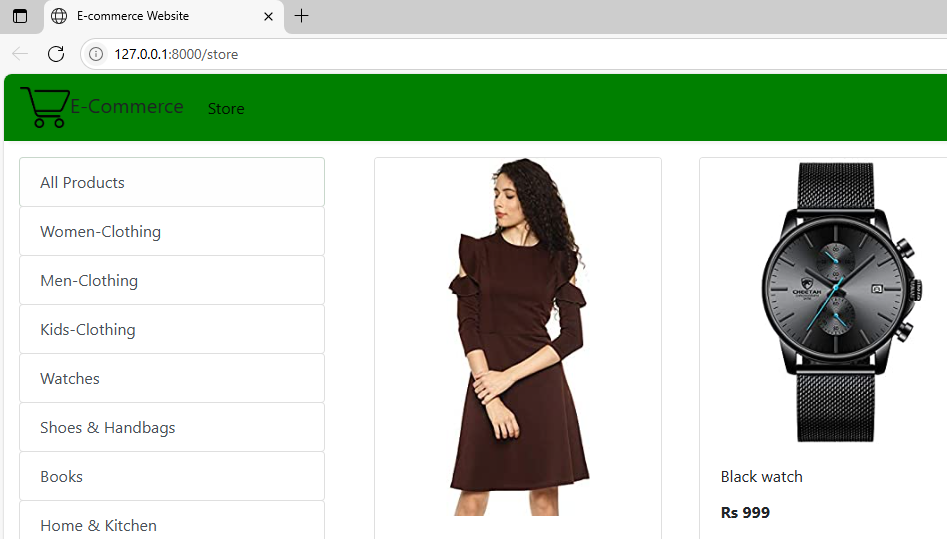 E-commerce Website
127.0.0.1:8000/store
E-Commerce
Store
All Products
Women-Clothing
Men-Clothing
Kids-Clothing
Watches
Shoes & Handbags
Books
Home & Kitchen
CHEETAH
Black watch
Rs 999